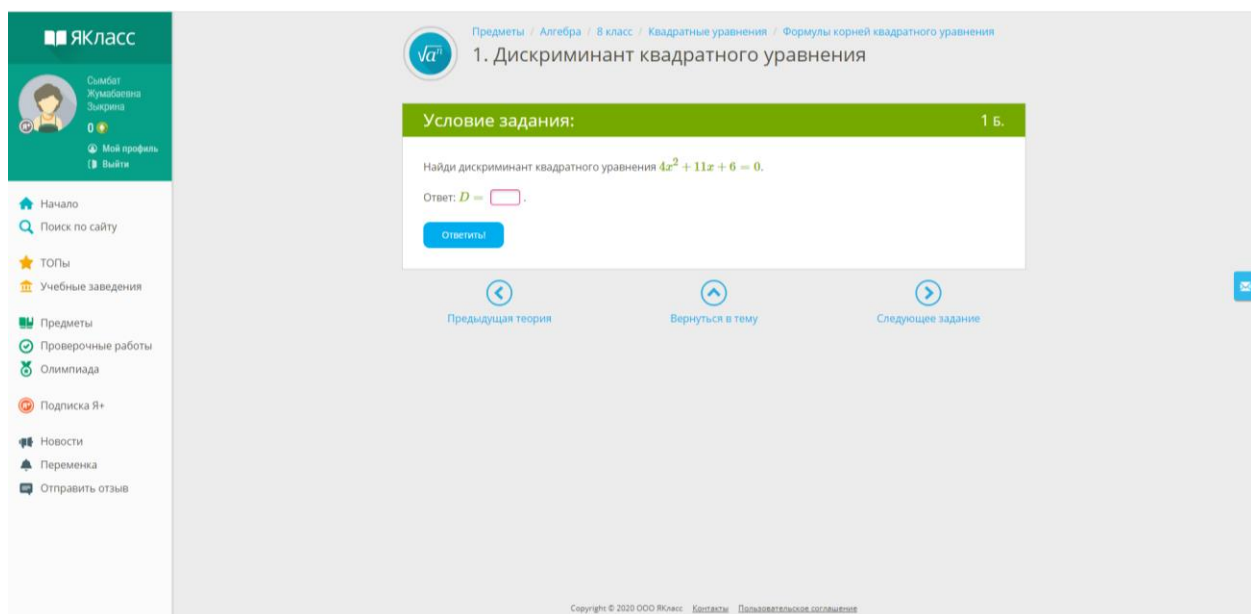 ЯКласс
Сымбат
Жумабаевна
Зыкрина
0
Мой профиль
Выйти
Начало
Поиск по сайту
ТОПы
Учебные заведения
Предметы
Проверочные работы
Олимпиада
Подписка Я+
Новости
Переменка
Отправить отзыв
√aⁿ
Предметы / Алгебра / 8 класс / Квадратные уравнения / Формулы корней квадратного уравнения
1. Дискриминант квадратного уравнения
Условие задания: 1 Б.
Найди дискриминант квадратного уравнения 4x² + 11x + 6 = 0.
Ответ: D = .
Ответить!
Предыдущая теория Вернуться в тему Следующее задание
Copyright © 2020 ООО ЯКласс Контакты Пользовательское соглашение